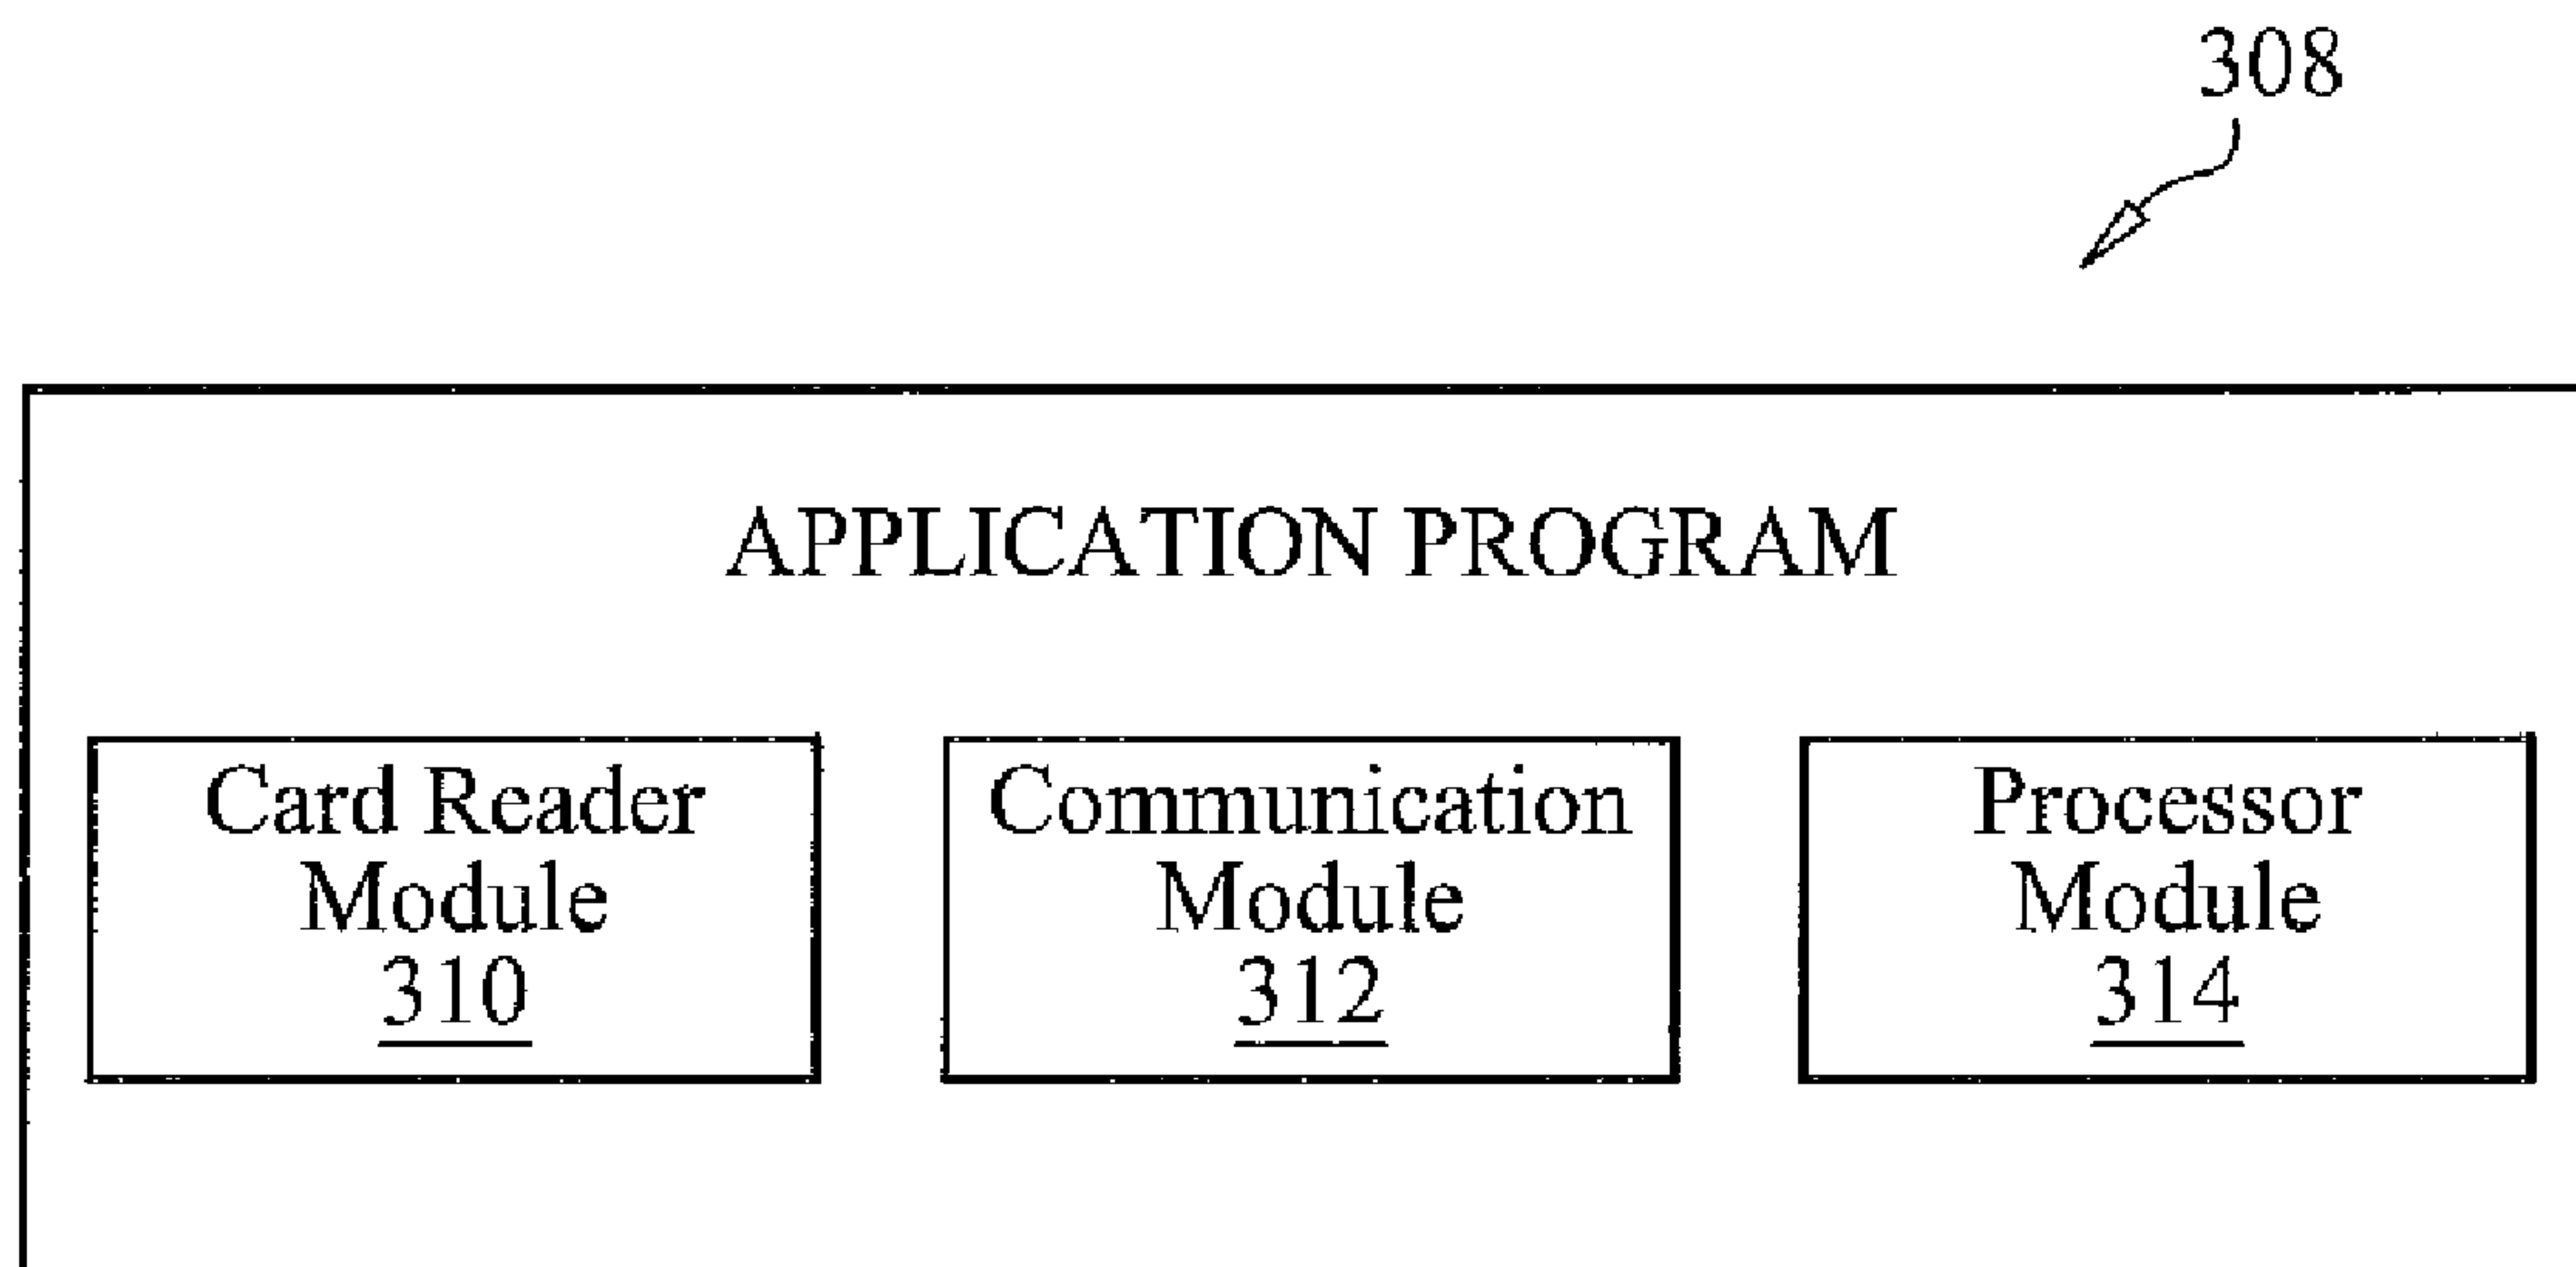 308
APPLICATION PROGRAM
Card Reader
Module
310
Communication
Module
312
Processor
Module
314